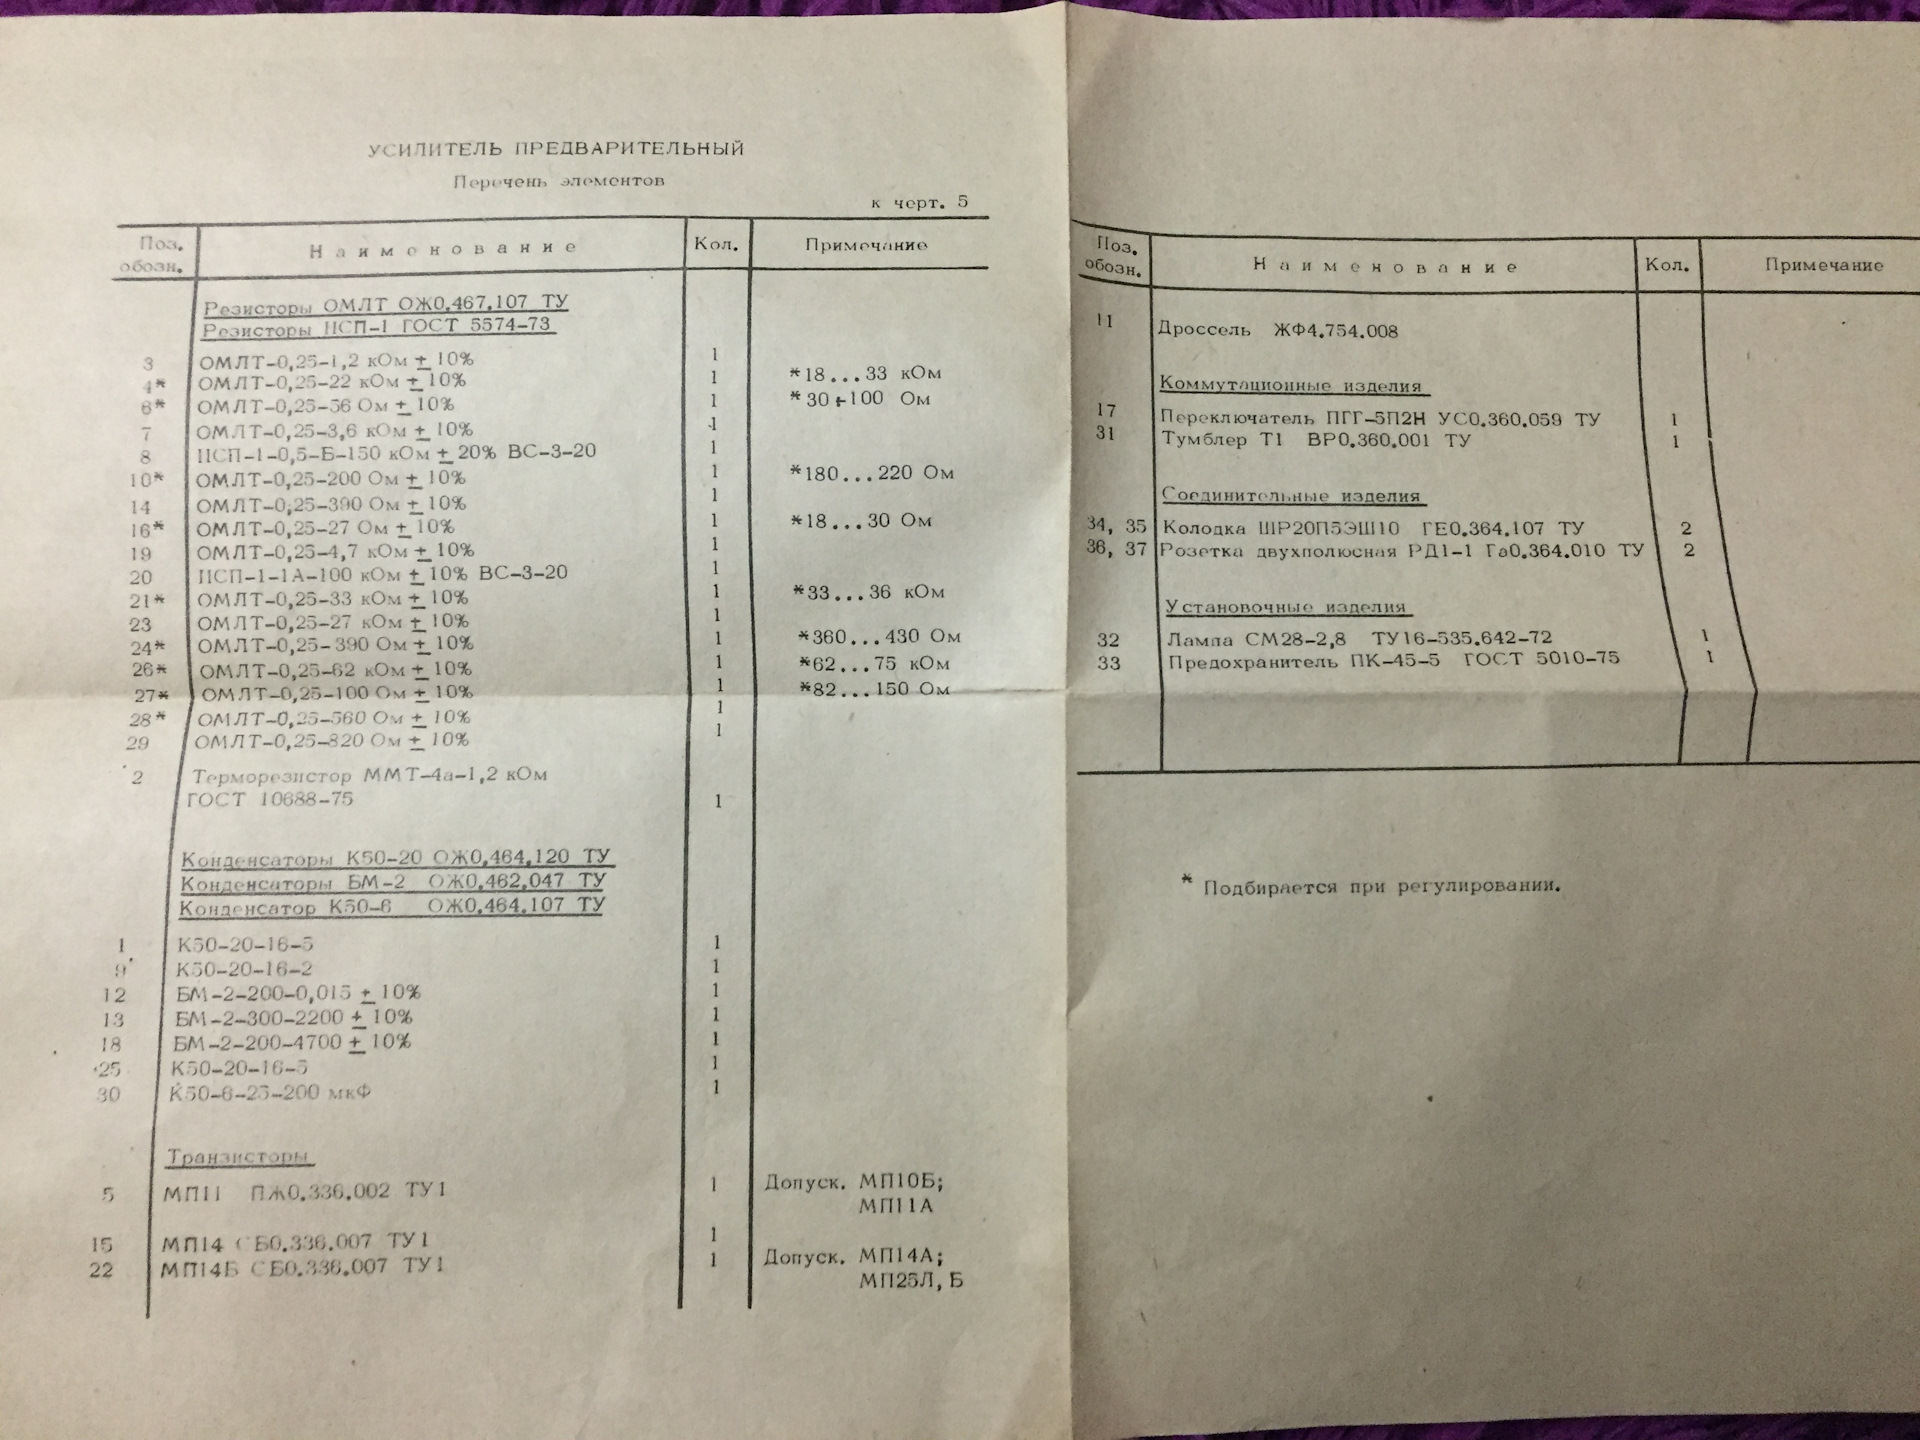 УСИЛИТЕЛЬ ПРЕДВАРИТЕЛЬНЫЙ
Перечень элементов
к черт. 5
Поз. обозн. Наименование Кол. Примечание
Резисторы ОМЛТ ОЖ0.467.107 ТУ
Резисторы НСП-1 ГОСТ 5574-73
3 ОМЛТ-0,25-1,2 кОм ± 10% 1
4* ОМЛТ-0,25-22 кОм ± 10% 1 *18...33 кОм
6* ОМЛТ-0,25-56 Ом ± 10% 1 *30÷100 Ом
7 ОМЛТ-0,25-3,6 кОм ± 10% 1
8 НСП-1-0,5-Б-150 кОм ± 20% ВС-3-20 1
10* ОМЛТ-0,25-200 Ом ± 10% 1 *180...220 Ом
14 ОМЛТ-0,25-390 Ом ± 10% 1
16* ОМЛТ-0,25-27 Ом ± 10% 1 *18...30 Ом
19 ОМЛТ-0,25-4,7 кОм ± 10% 1
20 НСП-1-1А-100 кОм ± 10% ВС-3-20 1
21* ОМЛТ-0,25-33 кОм ± 10% 1 *33...36 кОм
23 ОМЛТ-0,25-27 кОм ± 10% 1
24* ОМЛТ-0,25-390 Ом ± 10% 1 *360...430 Ом
26* ОМЛТ-0,25-62 кОм ± 10% 1 *62...75 кОм
27* ОМЛТ-0,25-100 Ом ± 10% 1 *82...150 Ом
28* ОМЛТ-0,25-560 Ом ± 10% 1
29 ОМЛТ-0,25-820 Ом ± 10% 1
2 Терморезистор ММТ-4а-1,2 кОм
ГОСТ 10688-75 1
Конденсаторы К50-20 ОЖ0.464.120 ТУ
Конденсаторы БМ-2 ОЖ0.462.047 ТУ
Конденсатор К50-6 ОЖ0.464.107 ТУ
1 К50-20-16-5 1
9 К50-20-16-2 1
12 БМ-2-200-0,015 ± 10% 1
13 БМ-2-300-2200 ± 10% 1
18 БМ-2-200-4700 ± 10% 1
25 К50-20-16-5 1
30 К50-6-25-200 мкФ 1
Транзисторы
5 МП11 ПЖ0.336.002 ТУ1 1 Допуск. МП10Б;
МП11А
15 МП14 СБ0.336.007 ТУ1 1
22 МП14Б СБ0.336.007 ТУ1 1 Допуск. МП14А;
МП25Л, Б
Поз. обозн. Наименование Кол. Примечание
11 Дроссель ЖФ4.754.008
Коммутационные изделия
17 Переключатель ПГГ-5П2Н УС0.360.059 ТУ 1
31 Тумблер Т1 ВР0.360.001 ТУ 1
Соединительные изделия
34, 35 Колодка ШР20П5ЭШ10 ГЕ0.364.107 ТУ 2
36, 37 Розетка двухполюсная РД1-1 Га0.364.010 ТУ 2
Установочные изделия
32 Лампа СМ28-2,8 ТУ16-535.642-72 1
33 Предохранитель ПК-45-5 ГОСТ 5010-75 1
* Подбирается при регулировании.